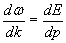 dω/dk = dE/dp